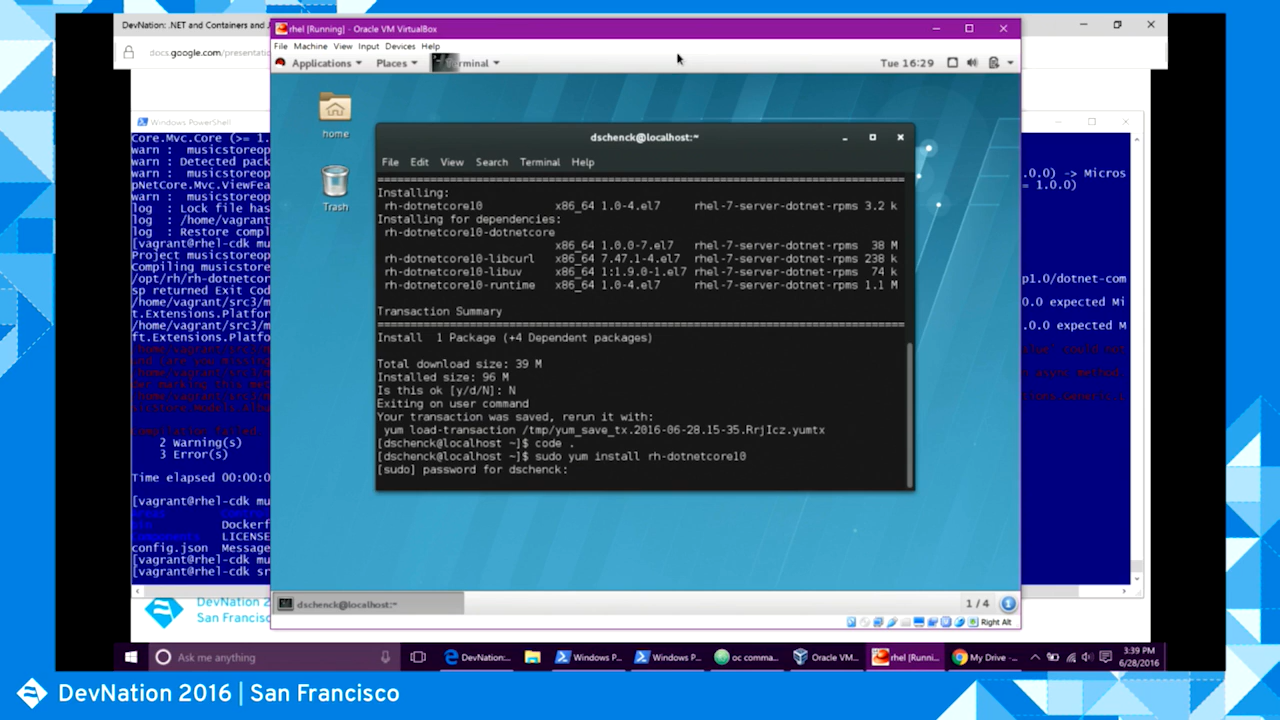 DevNation: .NET and Containers and
docs.google.com/presentatio
rhel [Running] - Oracle VM VirtualBox
File Machine View Input Devices Help
Applications Places Terminal Tue 16:29
home
Trash
Windows PowerShell
Core.Mvc.Core (>= 1.
warn : musicstoreop
warn : Detected pack
pNetCore.Mvc.ViewFea
warn : musicstoreop
log : Lock file has
log : /home/vagrant
log : Restore compl
[vagrant@rhel-cdk mu
Project musicstoreop
Compiling musicstoreop
/opt/rh/rh-dotnetcor
sp returned Exit Cod
/home/vagrant/src3/m
t.Extensions.Platfor
/home/vagrant/src3/m
ft.Extensions.Platfo
2 Warning(s)
3 Error(s)
Time elapsed 00:00:0
[vagrant@rhel-cdk mu
Dockerf
LICENSE
config.json Message
[vagrant@rhel-cdk mu
[vagrant@rhel-cdk sr
.0.0) -> Micros
= 1.0.0)
p1.0/dotnet-com
.0.0 expected Mi
.0.0 expected M
dschenck@localhost:~
File Edit View Search Terminal Help
Installing:
rh-dotnetcore10 x86_64 1.0-4.el7 rhel-7-server-dotnet-rpms 3.2 k
Installing for dependencies:
rh-dotnetcore10-dotnetcore
x86_64 1.0.0-7.el7 rhel-7-server-dotnet-rpms 38 M
rh-dotnetcore10-libcurl x86_64 7.47.1-4.el7 rhel-7-server-dotnet-rpms 238 k
rh-dotnetcore10-libuv x86_64 1:1.9.0-1.el7 rhel-7-server-dotnet-rpms 74 k
rh-dotnetcore10-runtime x86_64 1.0-4.el7 rhel-7-server-dotnet-rpms 1.1 M
Transaction Summary
Install 1 Package (+4 Dependent packages)
Total download size: 39 M
Installed size: 96 M
Is this ok [y/d/N]: N
Exiting on user command
Your transaction was saved, rerun it with:
yum load-transaction /tmp/yum_save_tx.2016-06-28.15-35.RrjIcz.yumtx
[dschenck@localhost ~]$ code .
[dschenck@localhost ~]$ sudo yum install rh-dotnetcore10
[sudo] password for dschenck:
dschenck@localhost:~
1 / 4
Right Alt
DevNation 2
San Francisc
Ask me anything
DevNation:... Windows P... Windows P... oc comma... Oracle VM... rhel [Runni... My Drive -...
3:39 PM
6/28/2016
DevNation 2016 | San Francisco